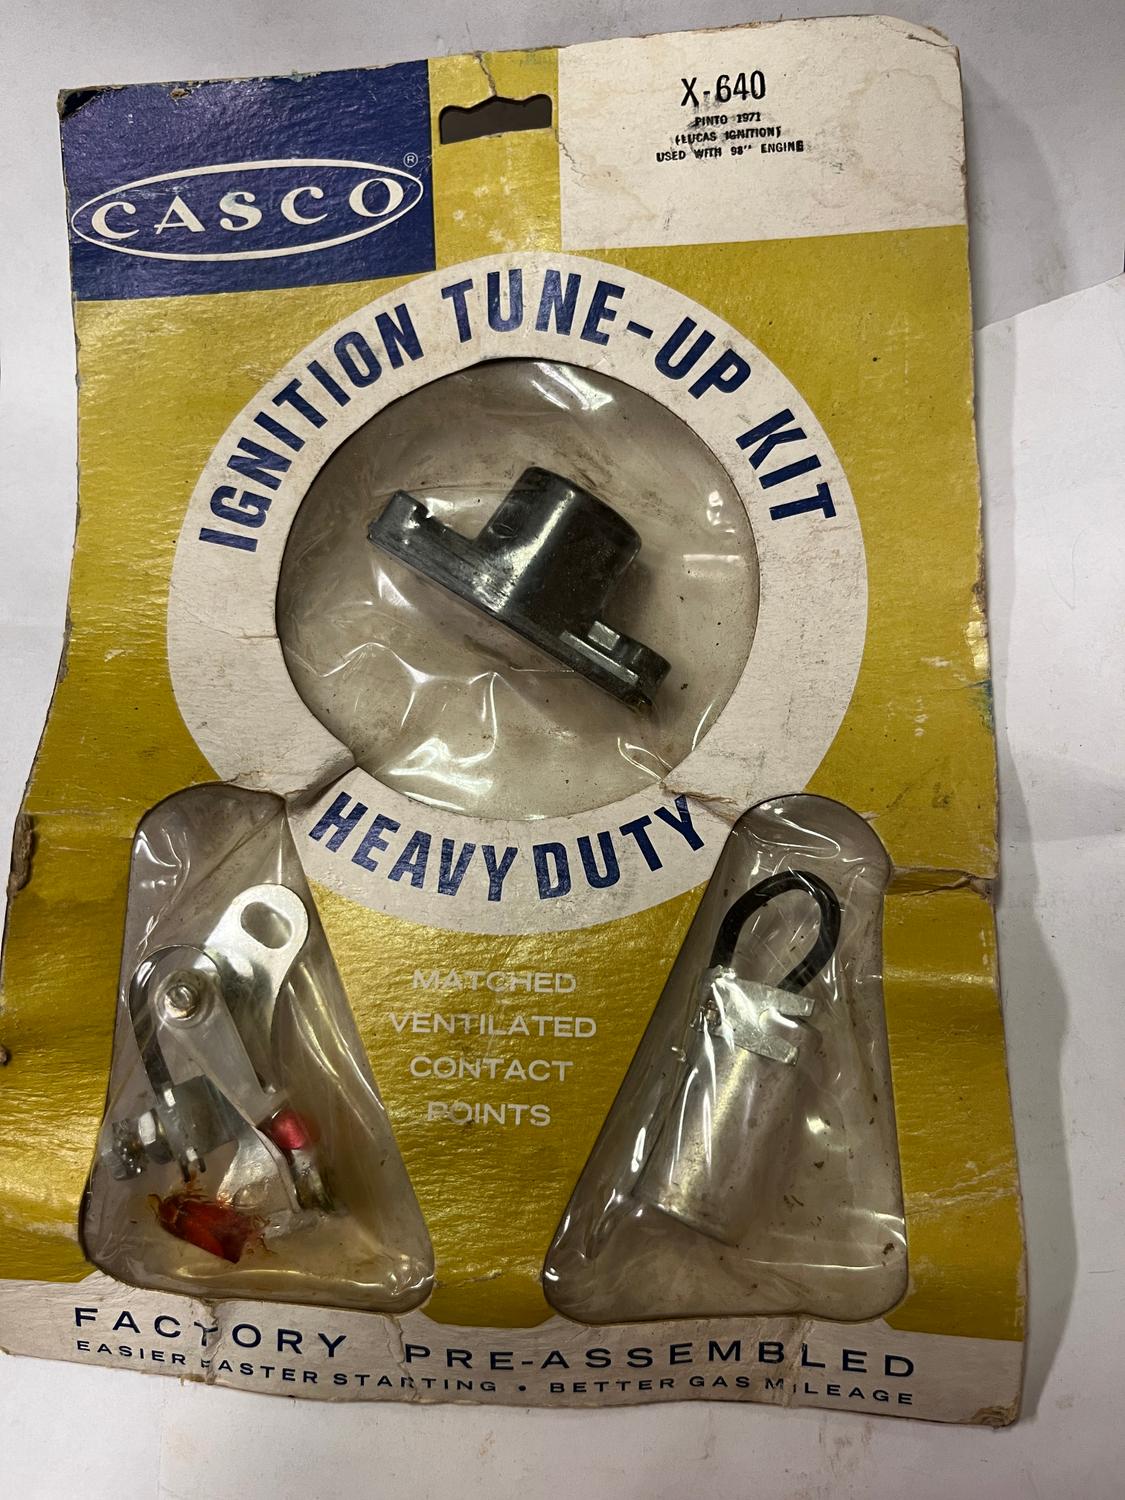 CASCO®
X-640
PINTO 1971
(LUCAS IGNITION)
USED WITH 98" ENGINE
IGNITION TUNE-UP KIT
HEAVY DUTY
MATCHED
VENTILATED
CONTACT
POINTS
FACTORY PRE-ASSEMBLED
EASIER FASTER STARTING • BETTER GAS MILEAGE